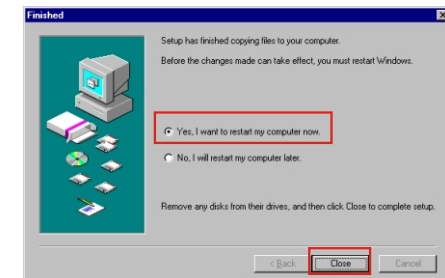 Finished
Setup has finished copying files to your computer.
Before the changes made can take effect, you must restart Windows.
Yes, I want to restart my computer now.
No, I will restart my computer later.
Remove any disks from their drives, and then click Close to complete setup.
< Back Close Cancel